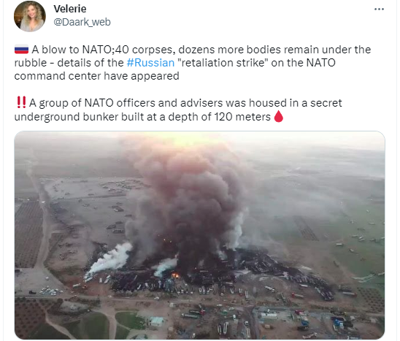 Velerie
@Daark_web
🇷🇺 A blow to NATO;40 corpses, dozens more bodies remain under the
rubble - details of the #Russian "retaliation strike" on the NATO
command center have appeared
‼️A group of NATO officers and advisers was housed in a secret
underground bunker built at a depth of 120 meters🩸